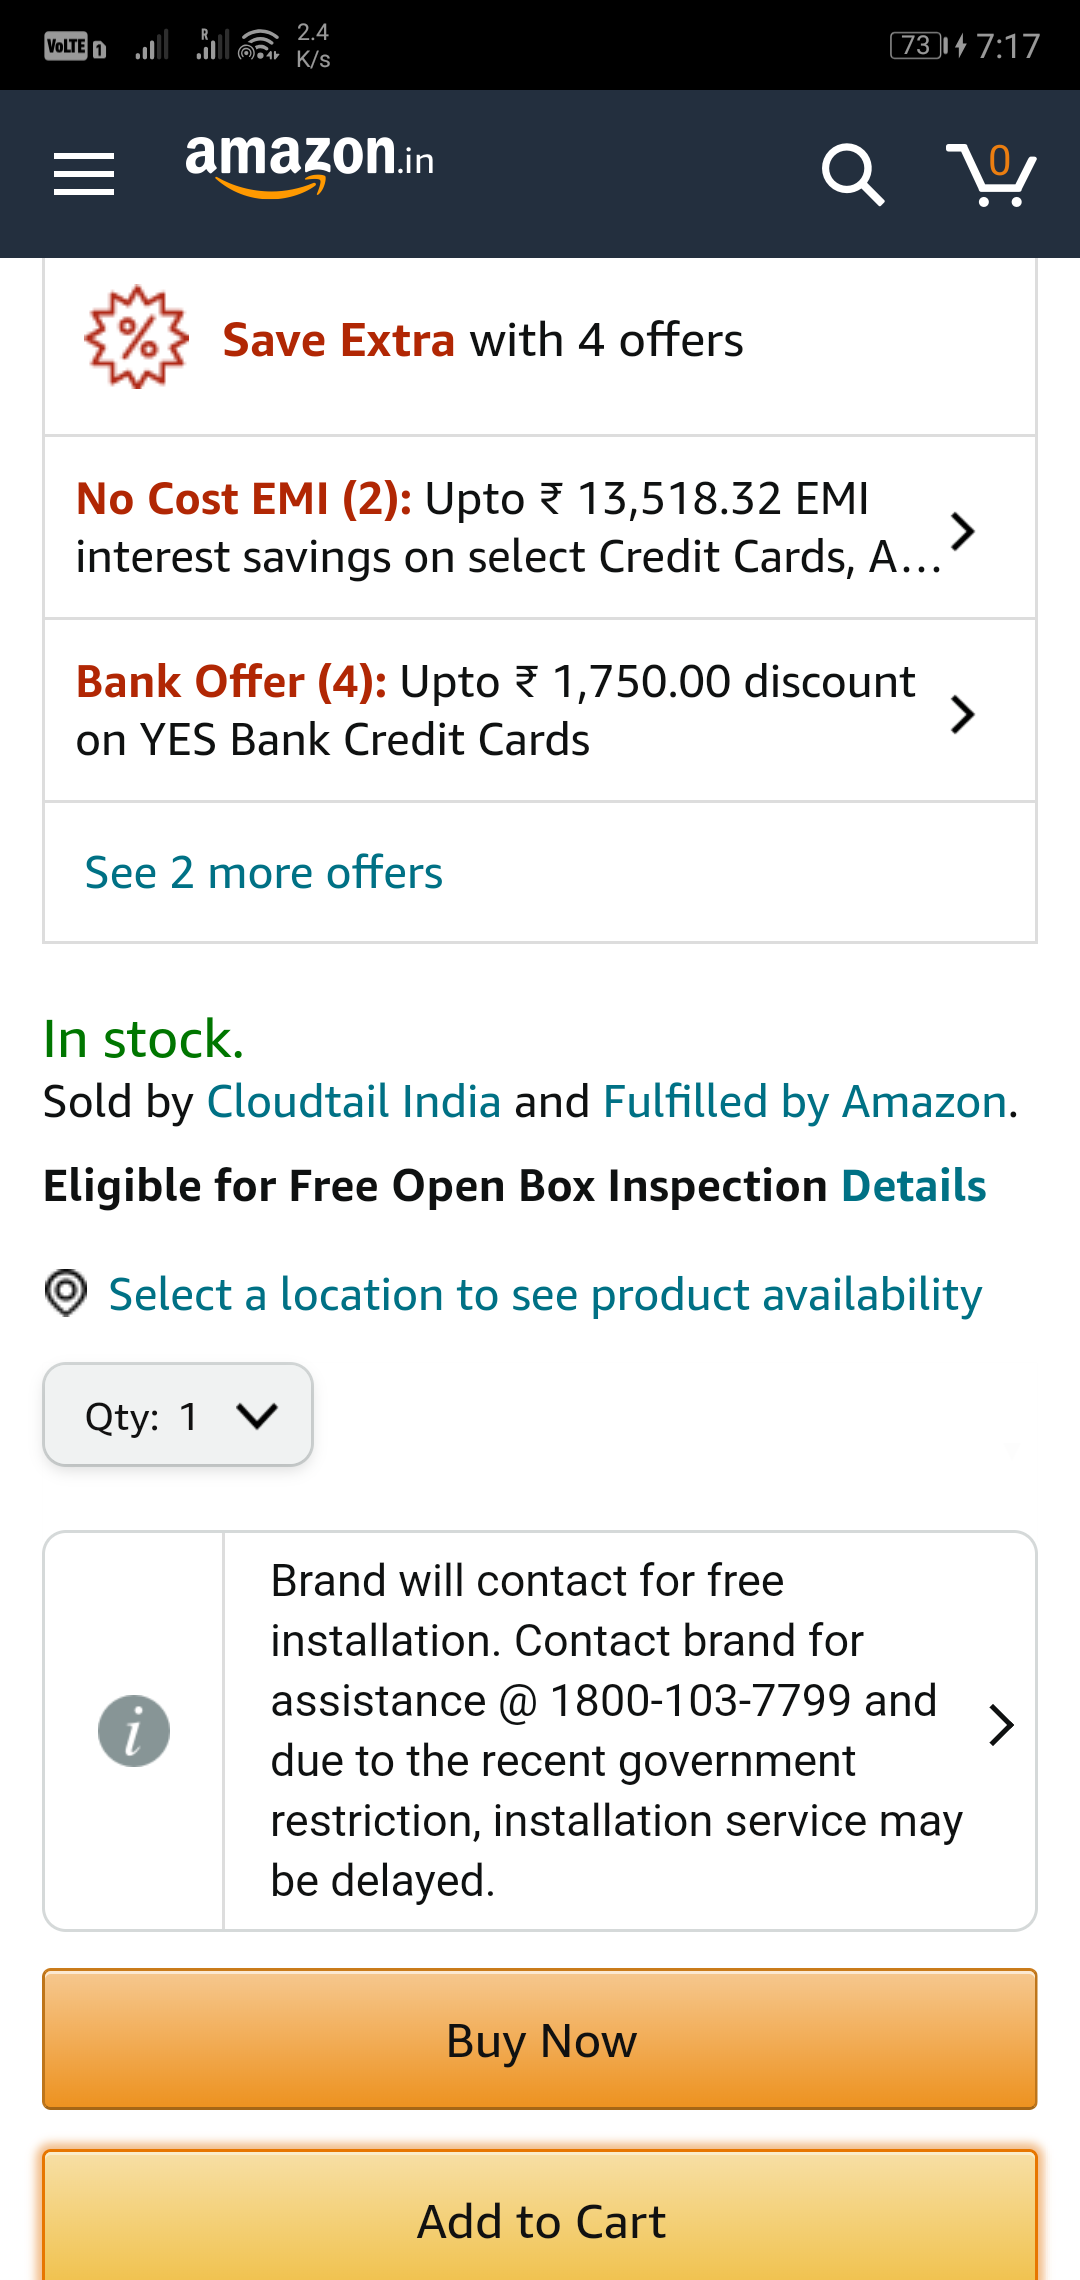 VoLTE 1 R 2.4 K/s 73 7:17
amazon.in 0
Save Extra with 4 offers
No Cost EMI (2): Upto ₹ 13,518.32 EMI
interest savings on select Credit Cards, A...
Bank Offer (4): Upto ₹ 1,750.00 discount
on YES Bank Credit Cards
See 2 more offers
In stock.
Sold by Cloudtail India and Fulfilled by Amazon.
Eligible for Free Open Box Inspection Details
Select a location to see product availability
Qty: 1
Brand will contact for free
installation. Contact brand for
assistance @ 1800-103-7799 and
due to the recent government
restriction, installation service may
be delayed.
Buy Now
Add to Cart